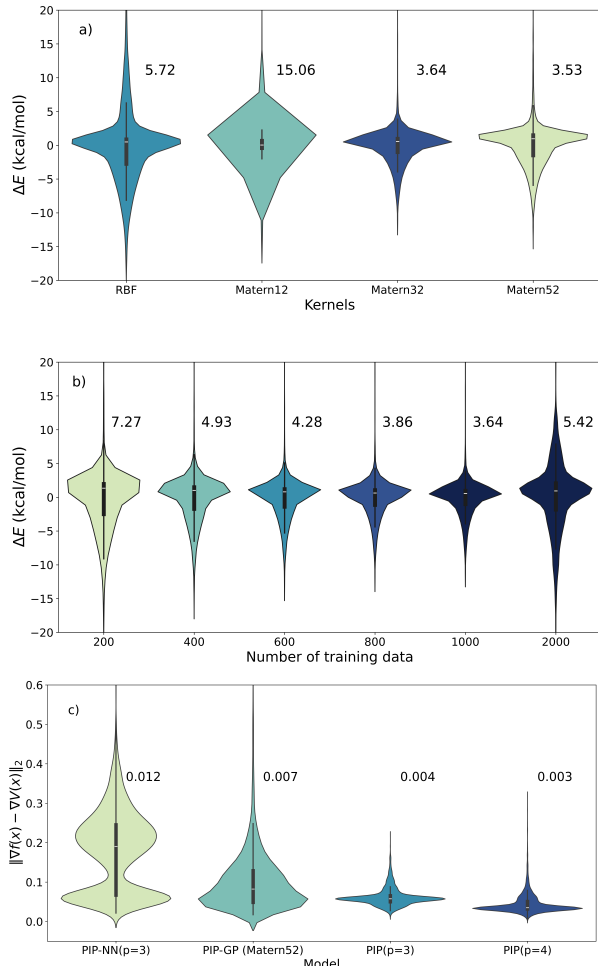 a)
5.72
15.06
3.64
3.53
20
15
10
5
0
−5
−10
−15
−20
ΔE (kcal/mol)
RBF
Matern12
Matern32
Matern52
Kernels
b)
7.27
4.93
4.28
3.86
3.64
5.42
20
15
10
5
0
−5
−10
−15
−20
ΔE (kcal/mol)
200
400
600
800
1000
2000
Number of training data
c)
0.012
0.007
0.004
0.003
0.6
0.5
0.4
0.3
0.2
0.1
0.0
‖∇f(x) − ∇V(x)‖₂
PIP-NN(p=3)
PIP-GP (Matern52)
PIP(p=3)
PIP(p=4)
Model